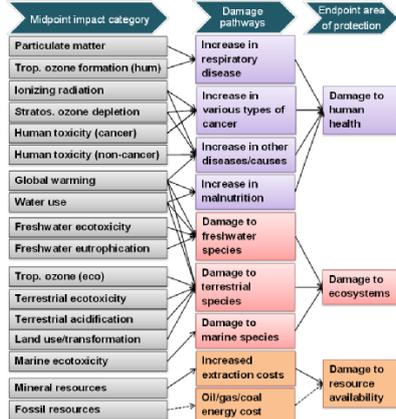 Midpoint impact category
Damage
pathways
Endpoint area
of protection
Particulate matter
Trop. ozone formation (hum)
Ionizing radiation
Stratos. ozone depletion
Human toxicity (cancer)
Human toxicity (non-cancer)
Global warming
Water use
Freshwater ecotoxicity
Freshwater eutrophication
Trop. ozone (eco)
Terrestrial ecotoxicity
Terrestrial acidification
Land use/transformation
Marine ecotoxicity
Mineral resources
Fossil resources
Increase in
respiratory
disease
Increase in
various types of
cancer
Increase in other
diseases/causes
Increase in
malnutrition
Damage to
freshwater
species
Damage to
terrestrial
species
Damage to
marine species
Increased
extraction costs
Oil/gas/coal
energy cost
Damage to
human
health
Damage to
ecosystems
Damage to
resource
availability